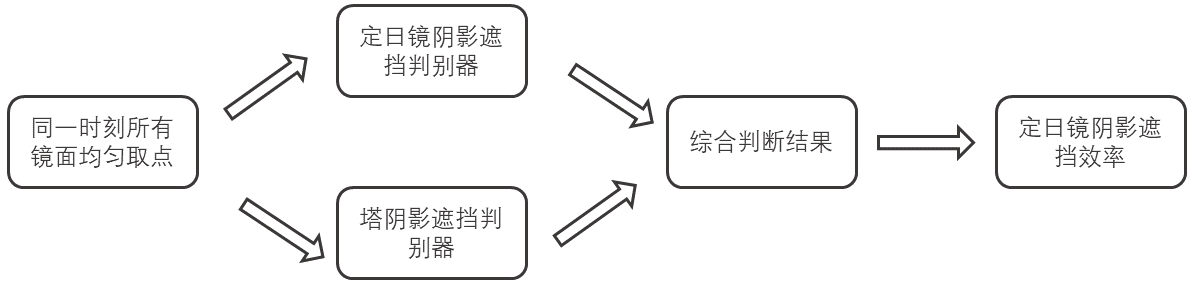 同一时刻所有
镜面均匀取点
定日镜阴影遮
挡判别器
塔阴影遮挡判
别器
综合判断结果
定日镜阴影遮
挡效率